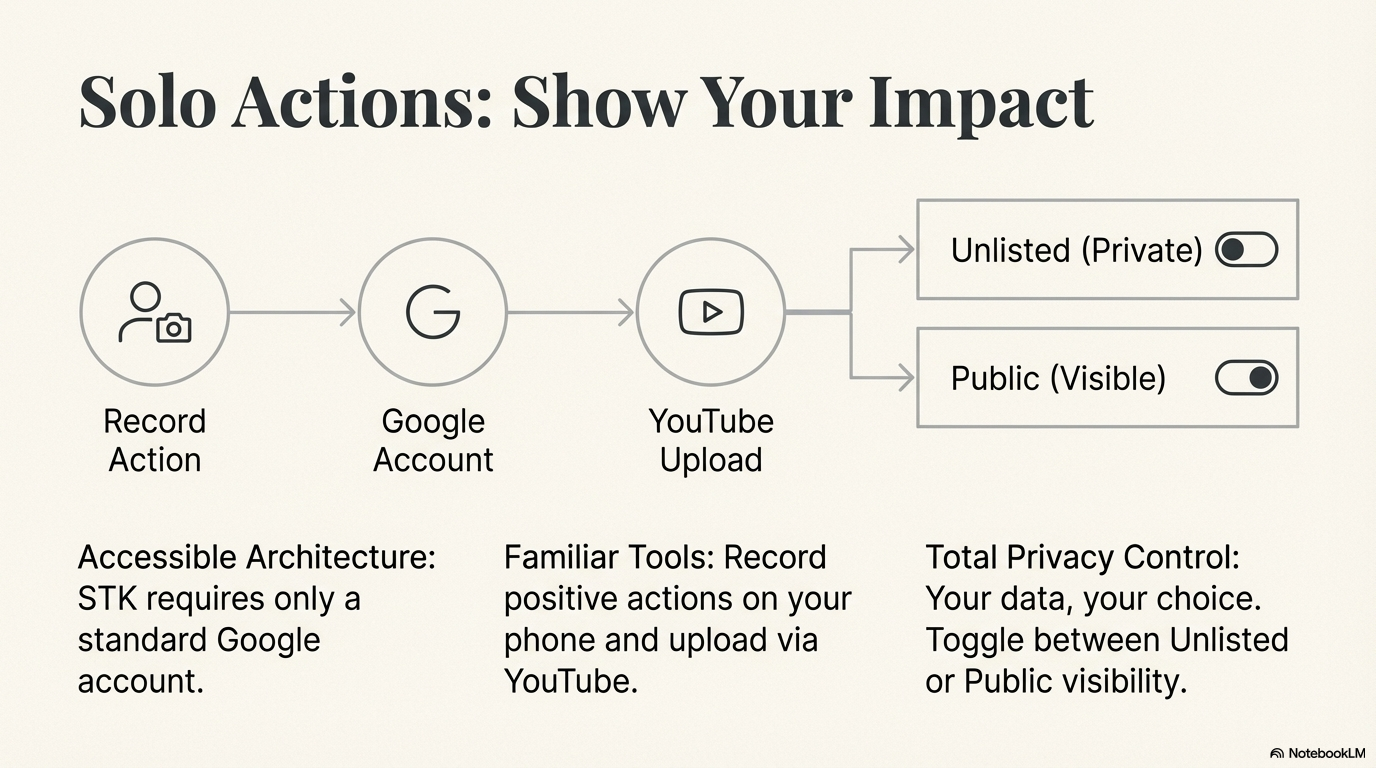 Solo Actions: Show Your Impact
Record
Action
Google
Account
YouTube
Upload
Unlisted (Private)
Public (Visible)
Accessible Architecture:
STK requires only a
standard Google
account.
Familiar Tools: Record
positive actions on your
phone and upload via
YouTube.
Total Privacy Control:
Your data, your choice.
Toggle between Unlisted
or Public visibility.
NotebookLM